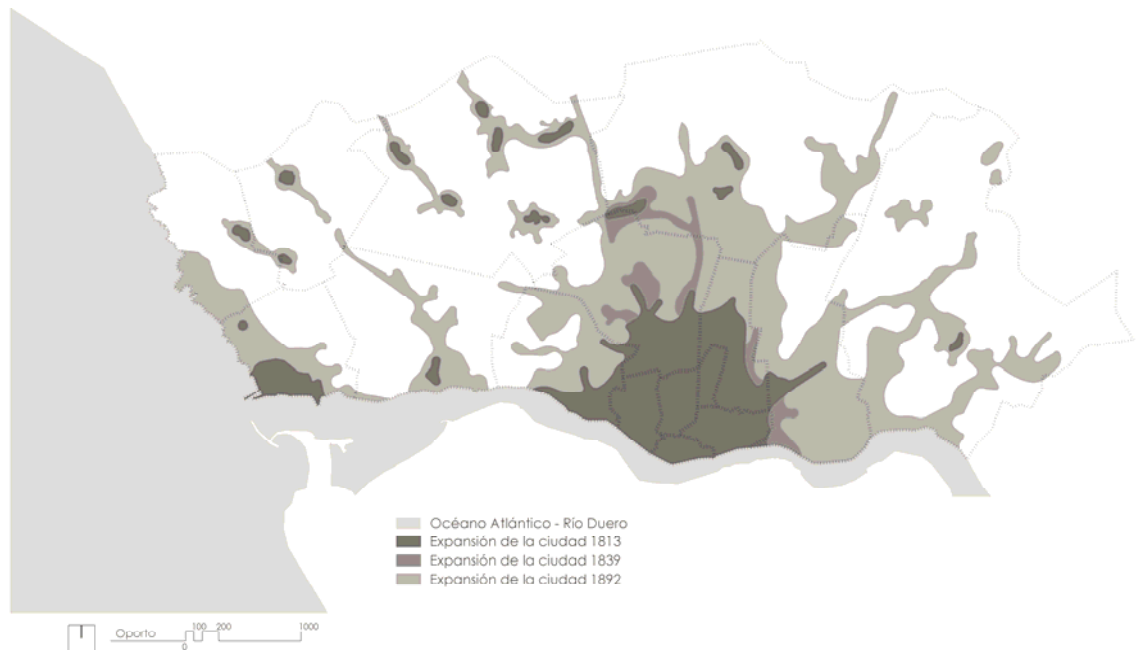 Océano Atlántico - Río Duero
Expansión de la ciudad 1813
Expansión de la ciudad 1839
Expansión de la ciudad 1892
Oporto 0 100 200 1000